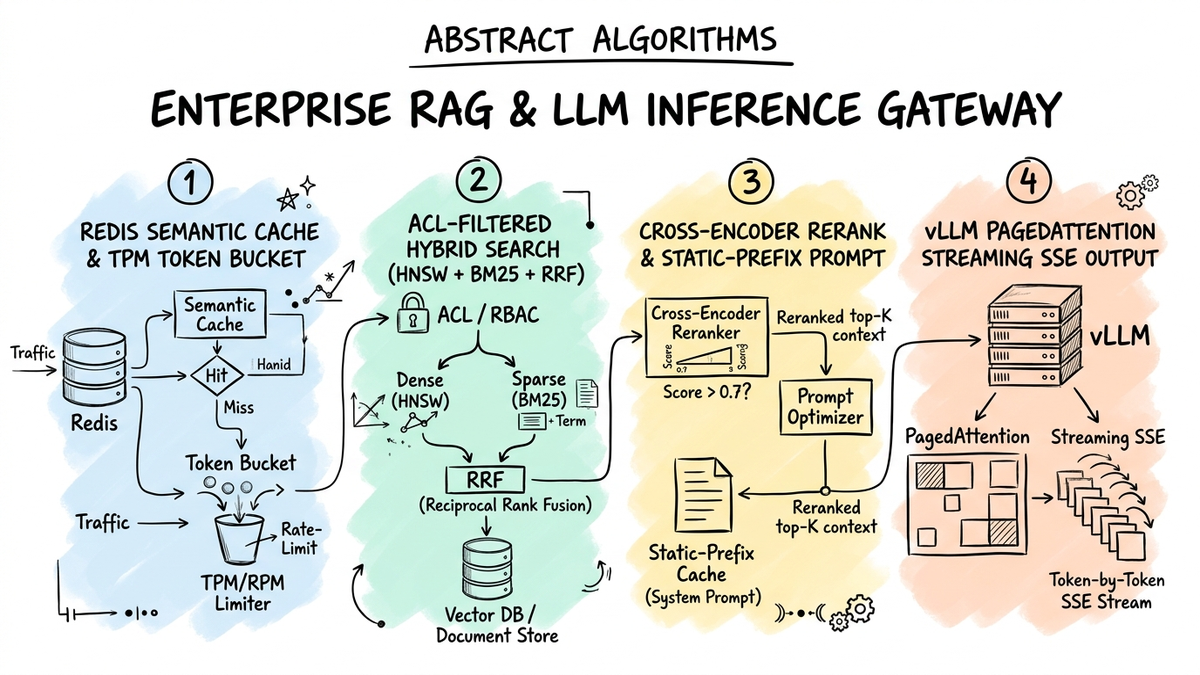 ABSTRACT ALGORITHMS
ENTERPRISE RAG & LLM INFERENCE GATEWAY
1
REDIS SEMANTIC CACHE
& TPM TOKEN BUCKET
Semantic
Cache
Traffic
Hit
Hanid
Redis
Miss
Token Bucket
Traffic
Rate-
Limit
TPM/RPM
Limiter
2
ACL-FILTERED
HYBRID SEARCH
(HNSW + BM25 + RRF)
ACL / RBAC
Dense
(HNSW)
Sparse
(BM25)
+ Term
RRF
(Reciprocal Rank Fusion)
Vector DB /
Document Store
3
CROSS-ENCODER RERANK
& STATIC-PREFIX PROMPT
Cross-Encoder
Reranker
Score
0.7
3
Score > 0.7?
Reranked top-K
context
Prompt
Optimizer
Reranked
top-K context
Static-Prefix
Cache
(System Prompt)
4
vLLM PAGEDATTENTION
STREAMING SSE OUTPUT
vLLM
PagedAttention
Streaming SSE
Token-by-Token
SSE Stream